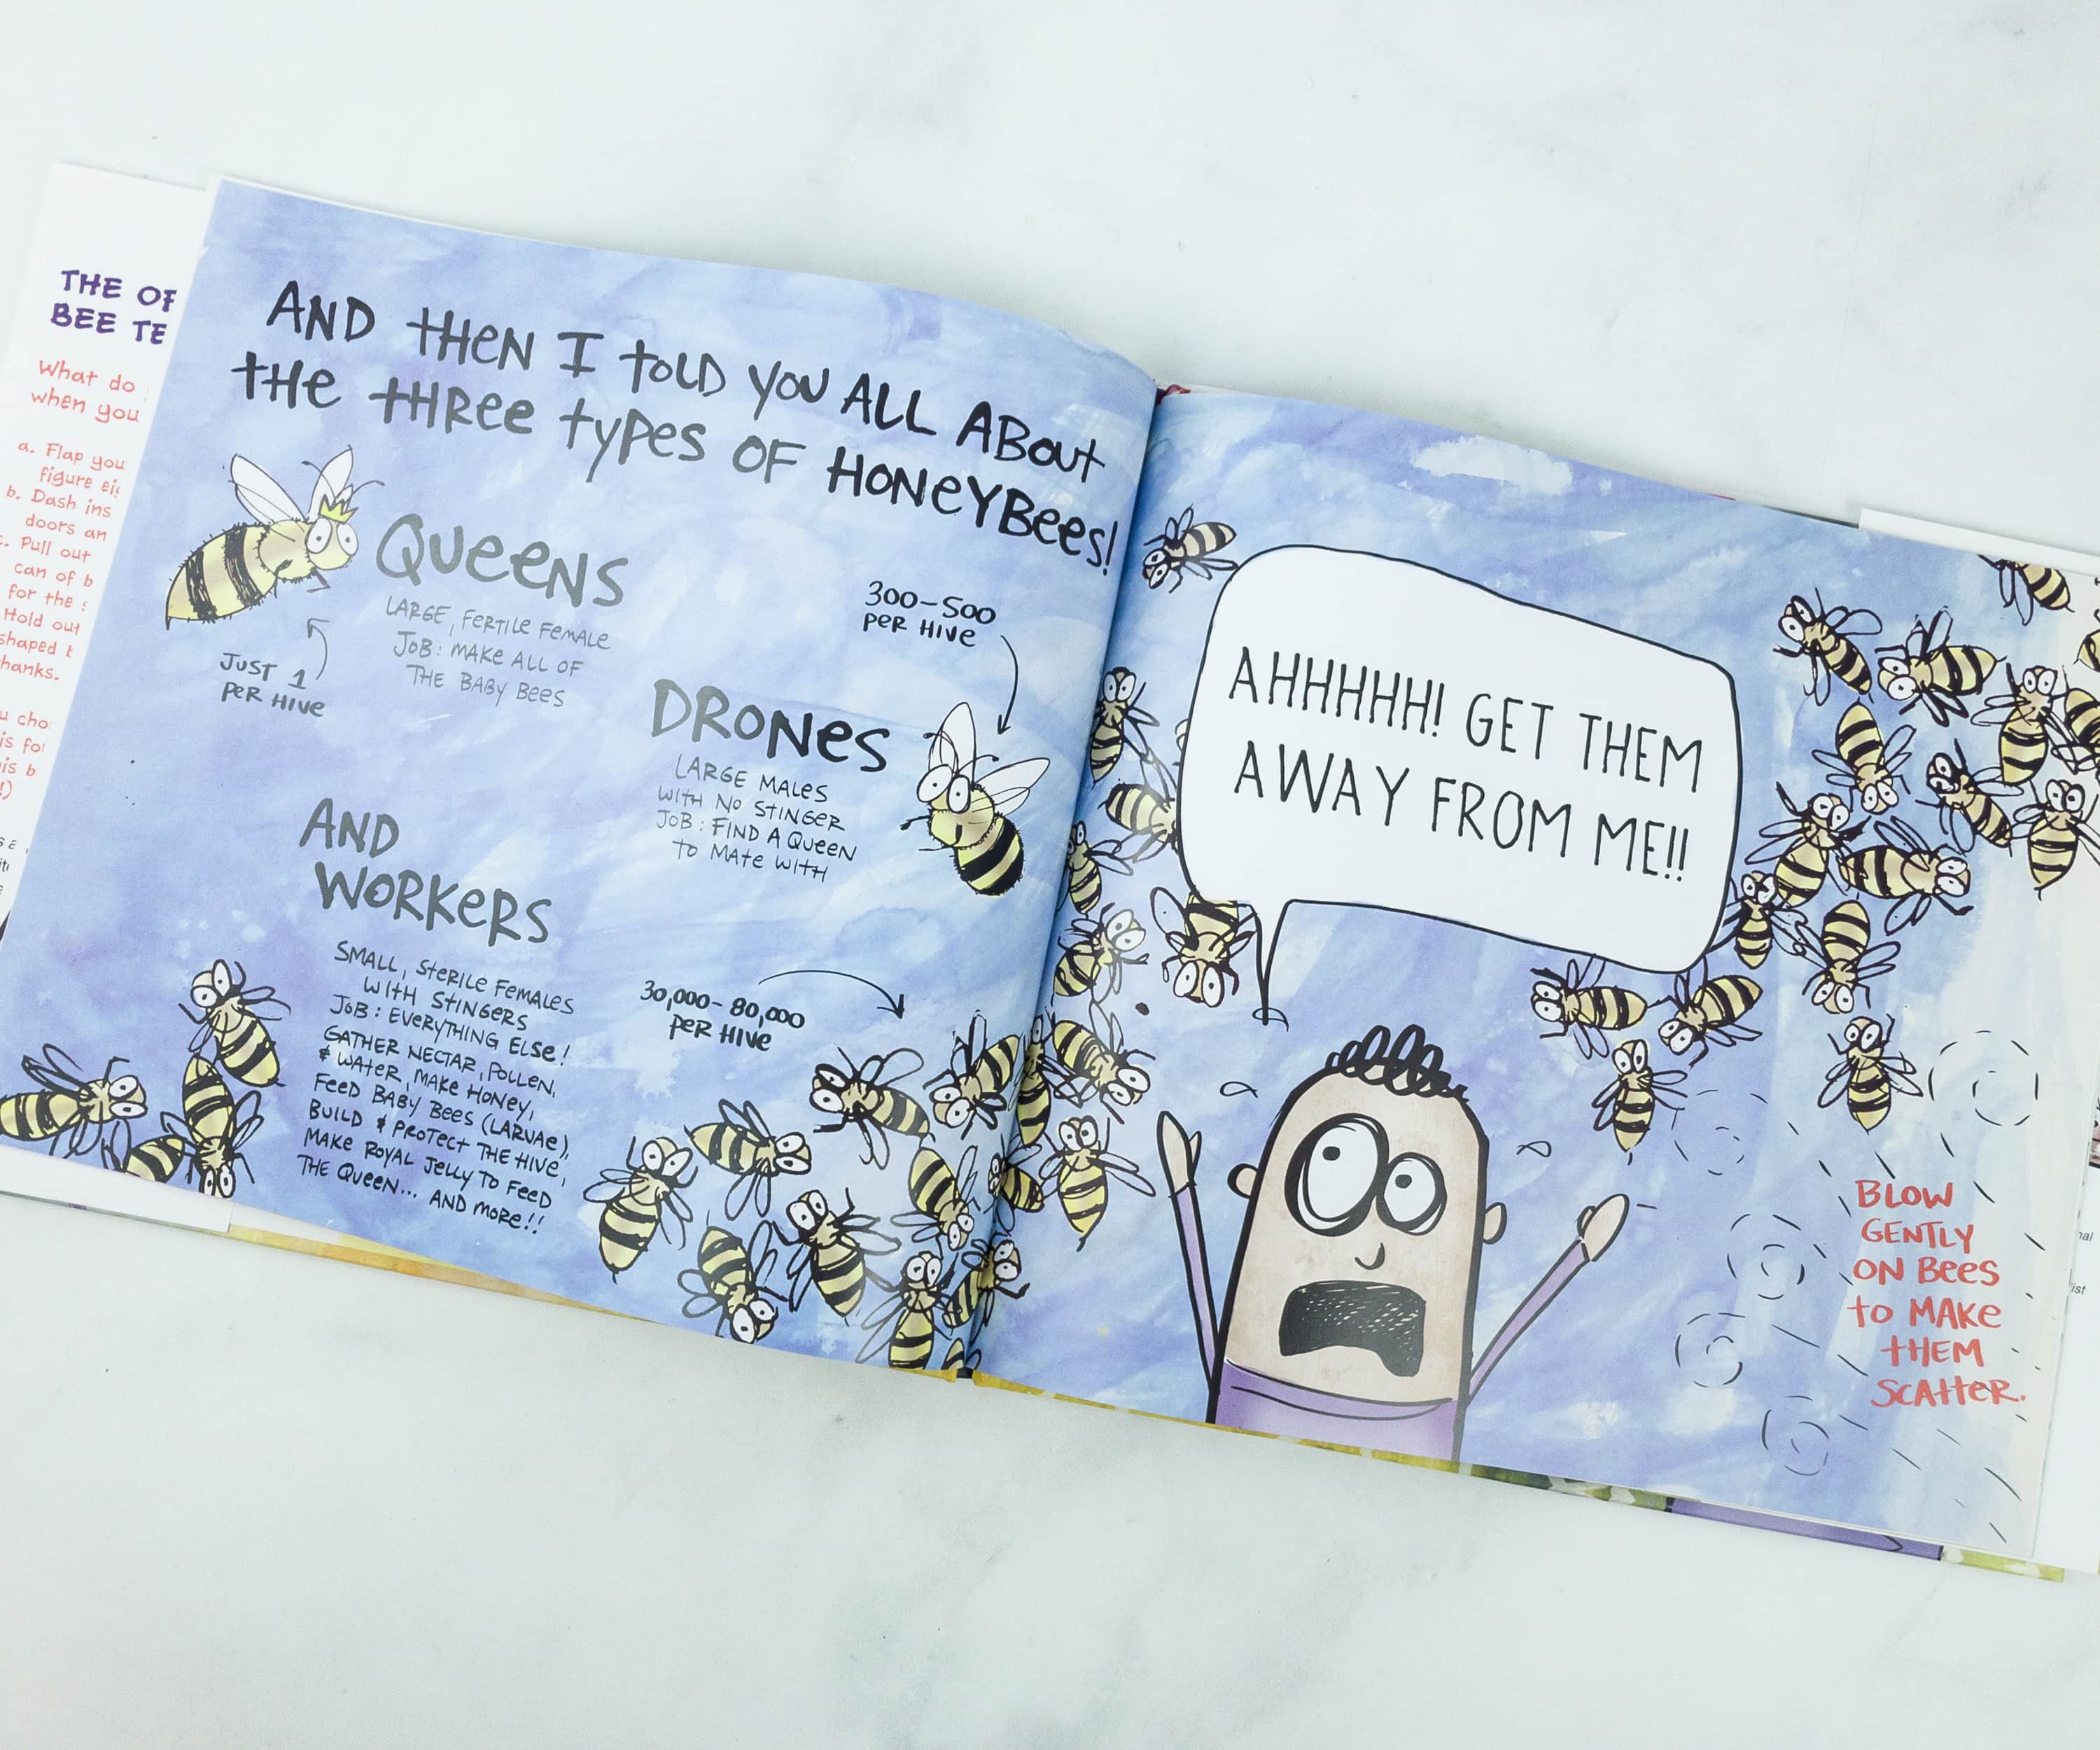 THE OF
BEE TE
What do
when you
a. Flap you
figure
b. Dash ins
doors an
Pull out
can of b
for the
Hold out
shaped
hanks.
cho
is
is b
AND THEN I TOLD YOU ALL ABOUT
THE THREE TYPES OF HONEYBEES!
QUEENS
LARGE, FERTILE FEMALE
JOB: MAKE ALL OF
THE BABY BEES
JUST 1
PER HIVE
300-500
PER HIVE
DRONES
LARGE MALES
WITH NO STINGER
JOB: FIND A QUEEN
TO MATE WITH
AND
WORKERS
SMALL, STERILE FEMALES
WITH STINGERS
JOB: EVERYTHING ELSE!
GATHER NECTAR, POLLEN,
& WATER, MAKE HONEY,
FEED BABY BEES (LARVAE),
BUILD & PROTECT THE HIVE,
MAKE ROYAL JELLY TO FEED
THE QUEEN... AND MORE!!
30,000-80,000
PER HIVE
AHHHHH! GET THEM
AWAY FROM ME!!
BLOW
GENTLY
ON BEES
TO MAKE
THEM
SCATTER.